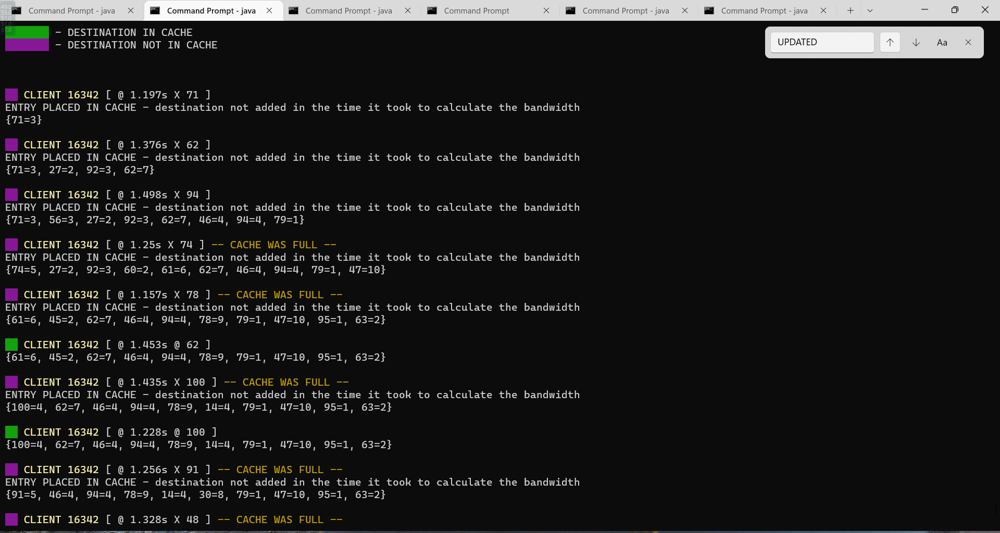 Command Prompt - java
Command Prompt - java
Command Prompt - java
Command Prompt
Command Prompt - java
Command Prompt - java
49.0
55.0
51.0
51.0
57.0
- DESTINATION IN CACHE
- DESTINATION NOT IN CACHE
UPDATED
Aa
CLIENT 16342 [ @ 1.197s X 71 ]
ENTRY PLACED IN CACHE - destination not added in the time it took to calculate the bandwidth
{71=3}
CLIENT 16342 [ @ 1.376s X 62 ]
ENTRY PLACED IN CACHE - destination not added in the time it took to calculate the bandwidth
{71=3, 27=2, 92=3, 62=7}
CLIENT 16342 [ @ 1.498s X 94 ]
ENTRY PLACED IN CACHE - destination not added in the time it took to calculate the bandwidth
{71=3, 56=3, 27=2, 92=3, 62=7, 46=4, 94=4, 79=1}
CLIENT 16342 [ @ 1.25s X 74 ] -- CACHE WAS FULL --
ENTRY PLACED IN CACHE - destination not added in the time it took to calculate the bandwidth
{74=5, 27=2, 92=3, 60=2, 61=6, 62=7, 46=4, 94=4, 79=1, 47=10}
CLIENT 16342 [ @ 1.157s X 78 ] -- CACHE WAS FULL --
ENTRY PLACED IN CACHE - destination not added in the time it took to calculate the bandwidth
{61=6, 45=2, 62=7, 46=4, 94=4, 78=9, 79=1, 47=10, 95=1, 63=2}
CLIENT 16342 [ @ 1.453s @ 62 ]
{61=6, 45=2, 62=7, 46=4, 94=4, 78=9, 79=1, 47=10, 95=1, 63=2}
CLIENT 16342 [ @ 1.435s X 100 ] -- CACHE WAS FULL --
ENTRY PLACED IN CACHE - destination not added in the time it took to calculate the bandwidth
{100=4, 62=7, 46=4, 94=4, 78=9, 14=4, 79=1, 47=10, 95=1, 63=2}
CLIENT 16342 [ @ 1.228s @ 100 ]
{100=4, 62=7, 46=4, 94=4, 78=9, 14=4, 79=1, 47=10, 95=1, 63=2}
CLIENT 16342 [ @ 1.256s X 91 ] -- CACHE WAS FULL --
ENTRY PLACED IN CACHE - destination not added in the time it took to calculate the bandwidth
{91=5, 46=4, 94=4, 78=9, 14=4, 30=8, 79=1, 47=10, 95=1, 63=2}
CLIENT 16342 [ @ 1.328s X 48 ] -- CACHE WAS FULL --